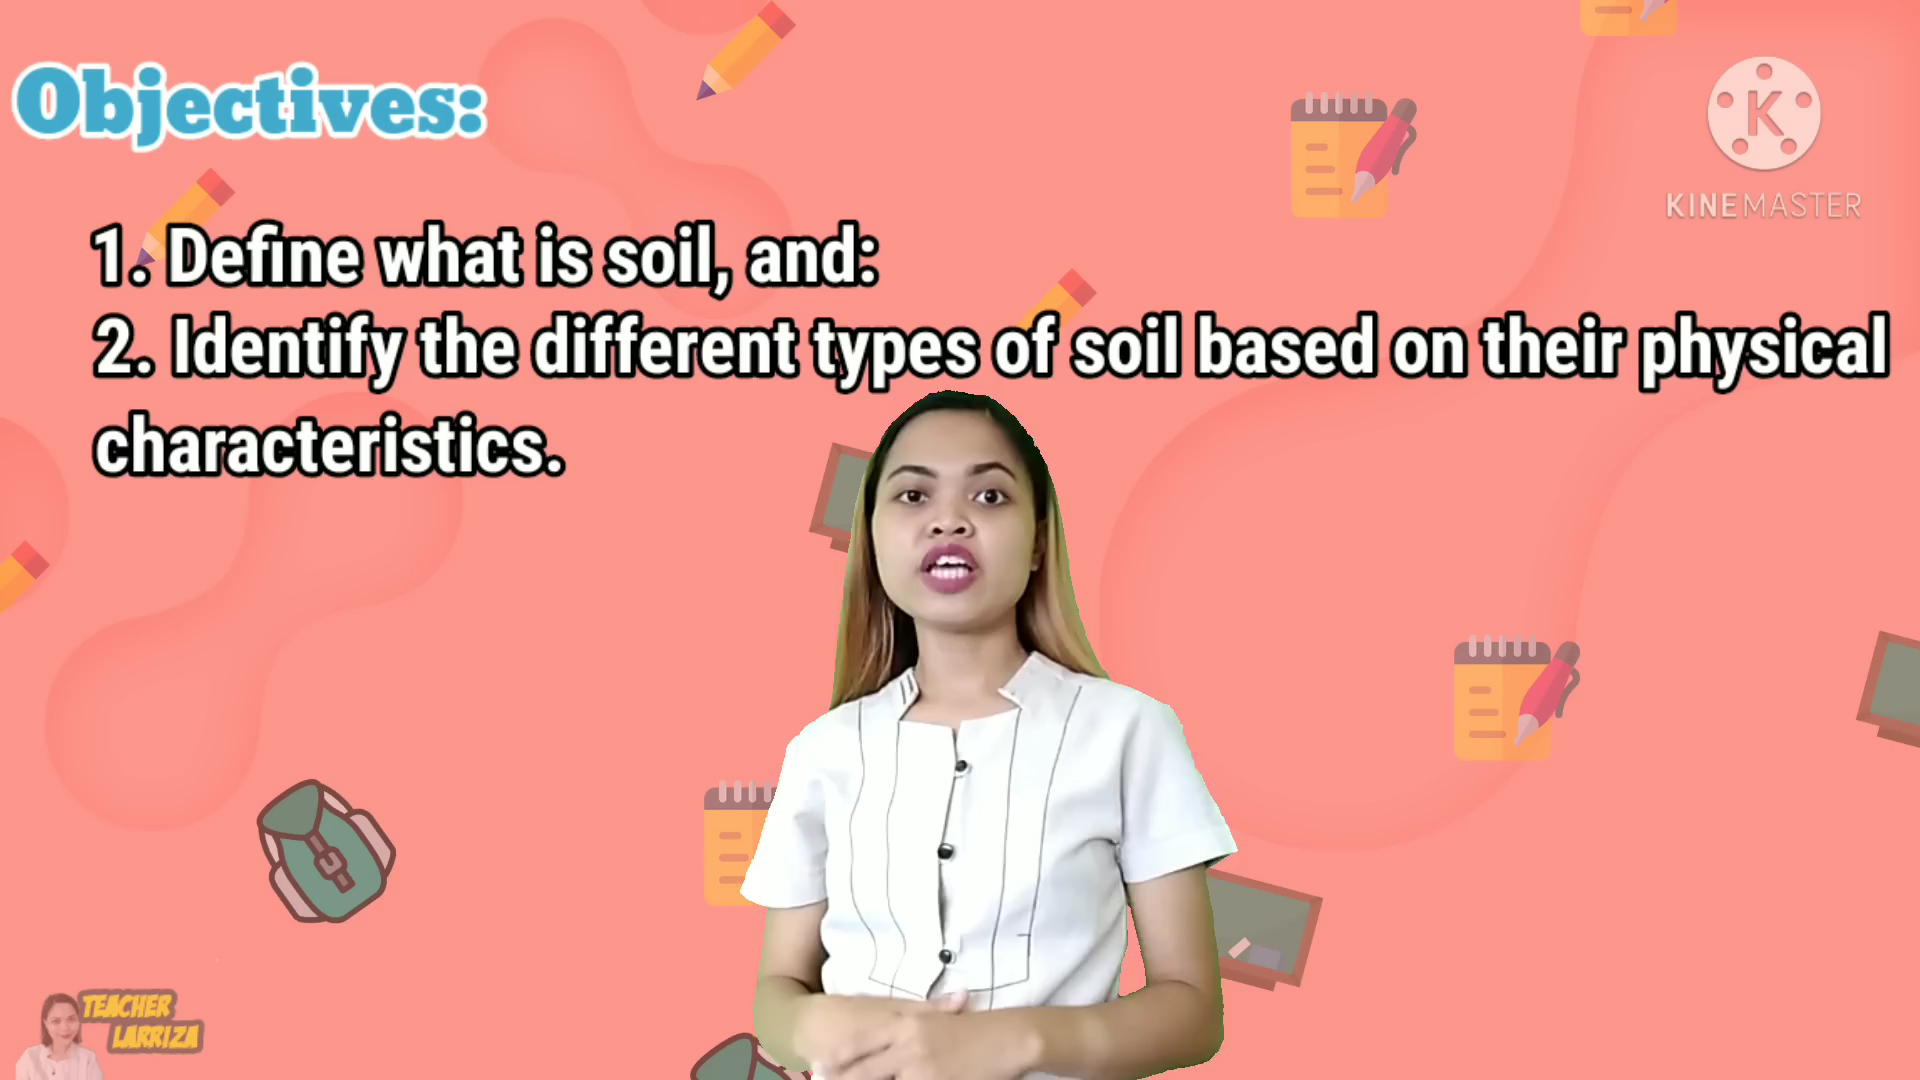 Objectives:
K
KINEMASTER
1. Define what is soil, and:
2. Identify the different types of soil based on their physical
characteristics.
TEACHER
LARRIZA